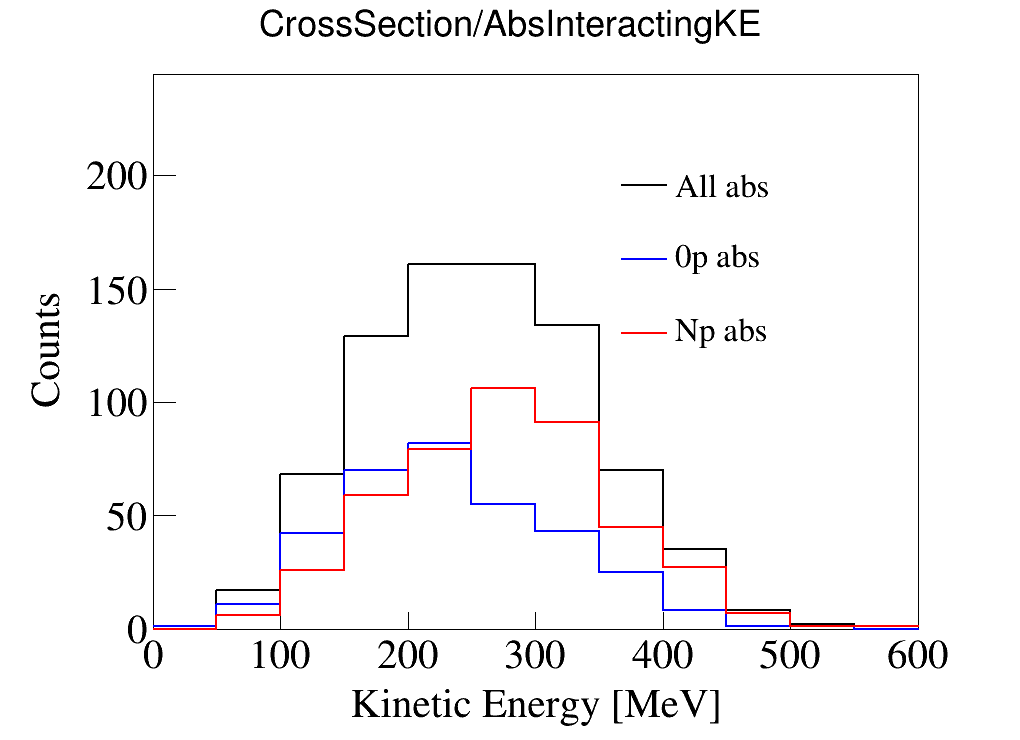 CrossSection/AbsInteractingKE
Counts
200
150
100
50
0
All abs
0p abs
Np abs
0 100 200 300 400 500 600
Kinetic Energy [MeV]